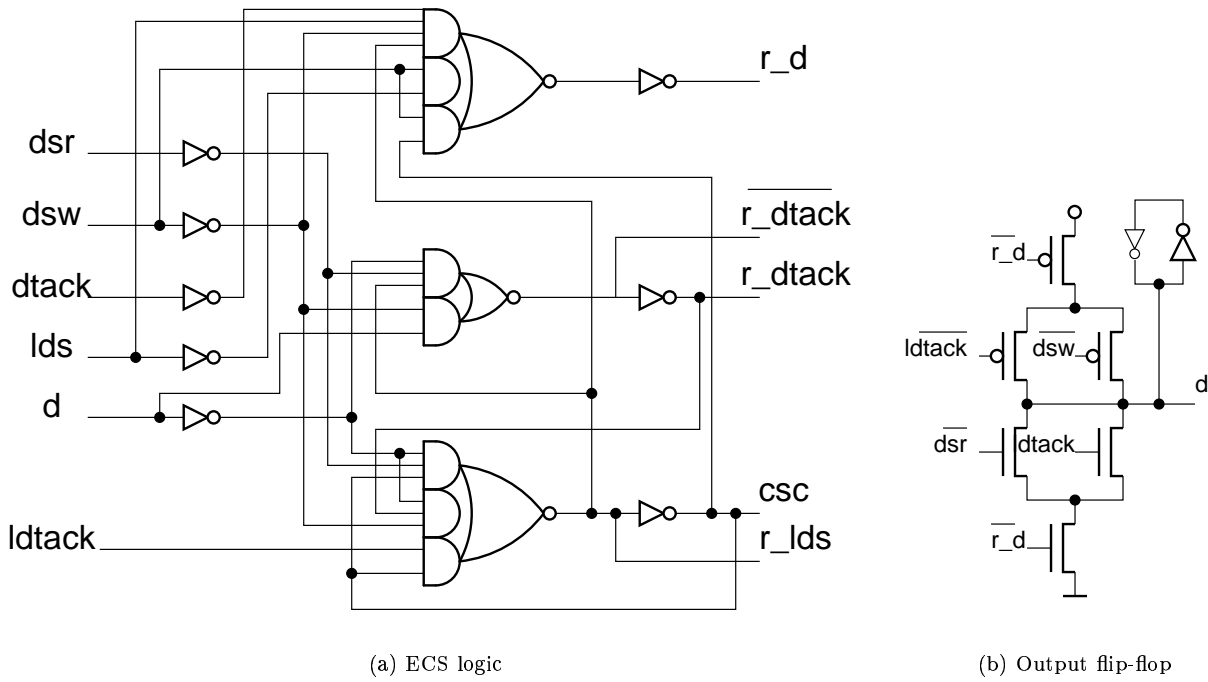 r_d
dsr
dsw
r_dtack
r_dtack
dtack
lds
d
ldtack
csc
r_lds
r_d
ldtack
dsw
d
dsr
dtack
r_d
(a) ECS logic
(b) Output flip-flop